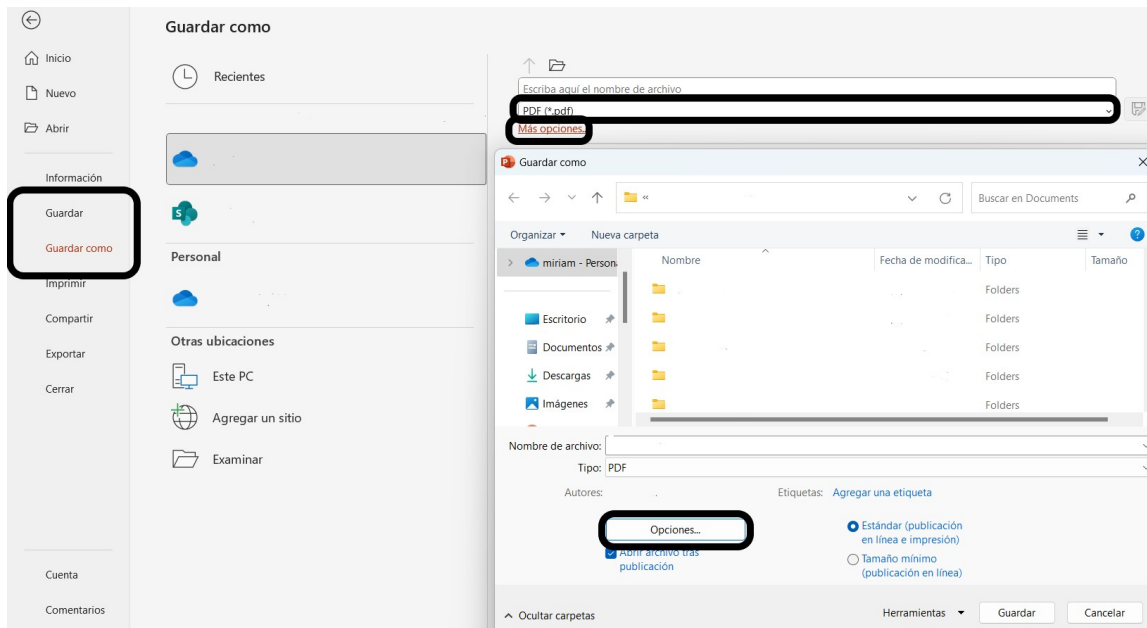 Guardar como
Inicio
Nuevo
Abrir
Información
Guardar
Guardar como
Imprimir
Compartir
Exportar
Cerrar
Cuenta
Comentarios
Recientes
Personal
Otras ubicaciones
Este PC
Agregar un sitio
Examinar
Escriba aquí el nombre de archivo
PDF (*.pdf)
Más opciones...
Guardar como
«
Buscar en Documents
Organizar
Nueva carpeta
miriam - Person
Escritorio
Documentos
Descargas
Imágenes
Nombre
Fecha de modifica...
Tipo
Tamaño
Folders
Folders
Folders
Folders
Folders
Nombre de archivo:
Tipo: PDF
Autores:
Etiquetas: Agregar una etiqueta
Opciones...
Abrir archivo tras
publicación
Estándar (publicación
en línea e impresión)
Tamaño mínimo
(publicación en línea)
Ocultar carpetas
Herramientas
Guardar
Cancelar